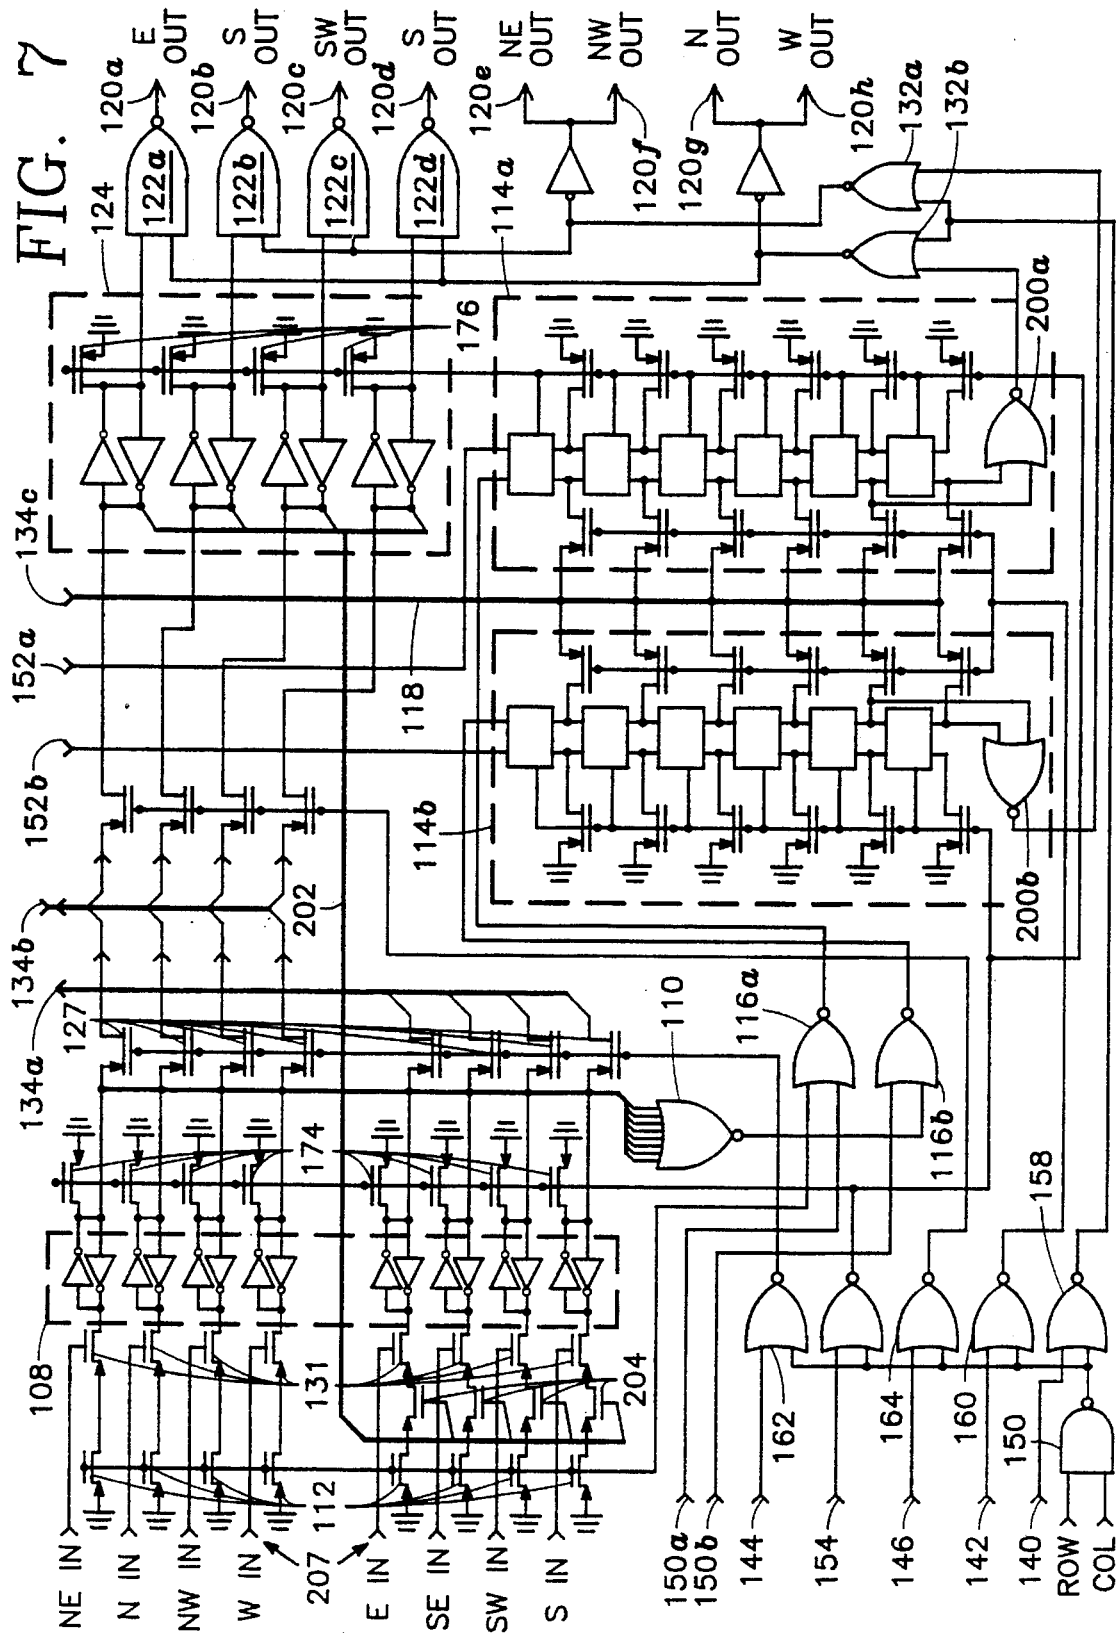 FIG. 7
124
120a
E
OUT
120b
S
OUT
120c
SW
OUT
120d
S
OUT
120e
NE
OUT
NW
OUT
120f
120g
N
OUT
W
OUT
120h
132a
132b
122a
122b
122c
122d
114a
176
200a
134c
152a
152b
118
114b
200b
134b
202
134a
127
110
116a
116b
174
108
131
204
112
207
158
162
164
160
150
NE IN
N IN
NW IN
W IN
E IN
SE IN
SW IN
S IN
150a
150b
144
154
146
142
140
ROW
COL